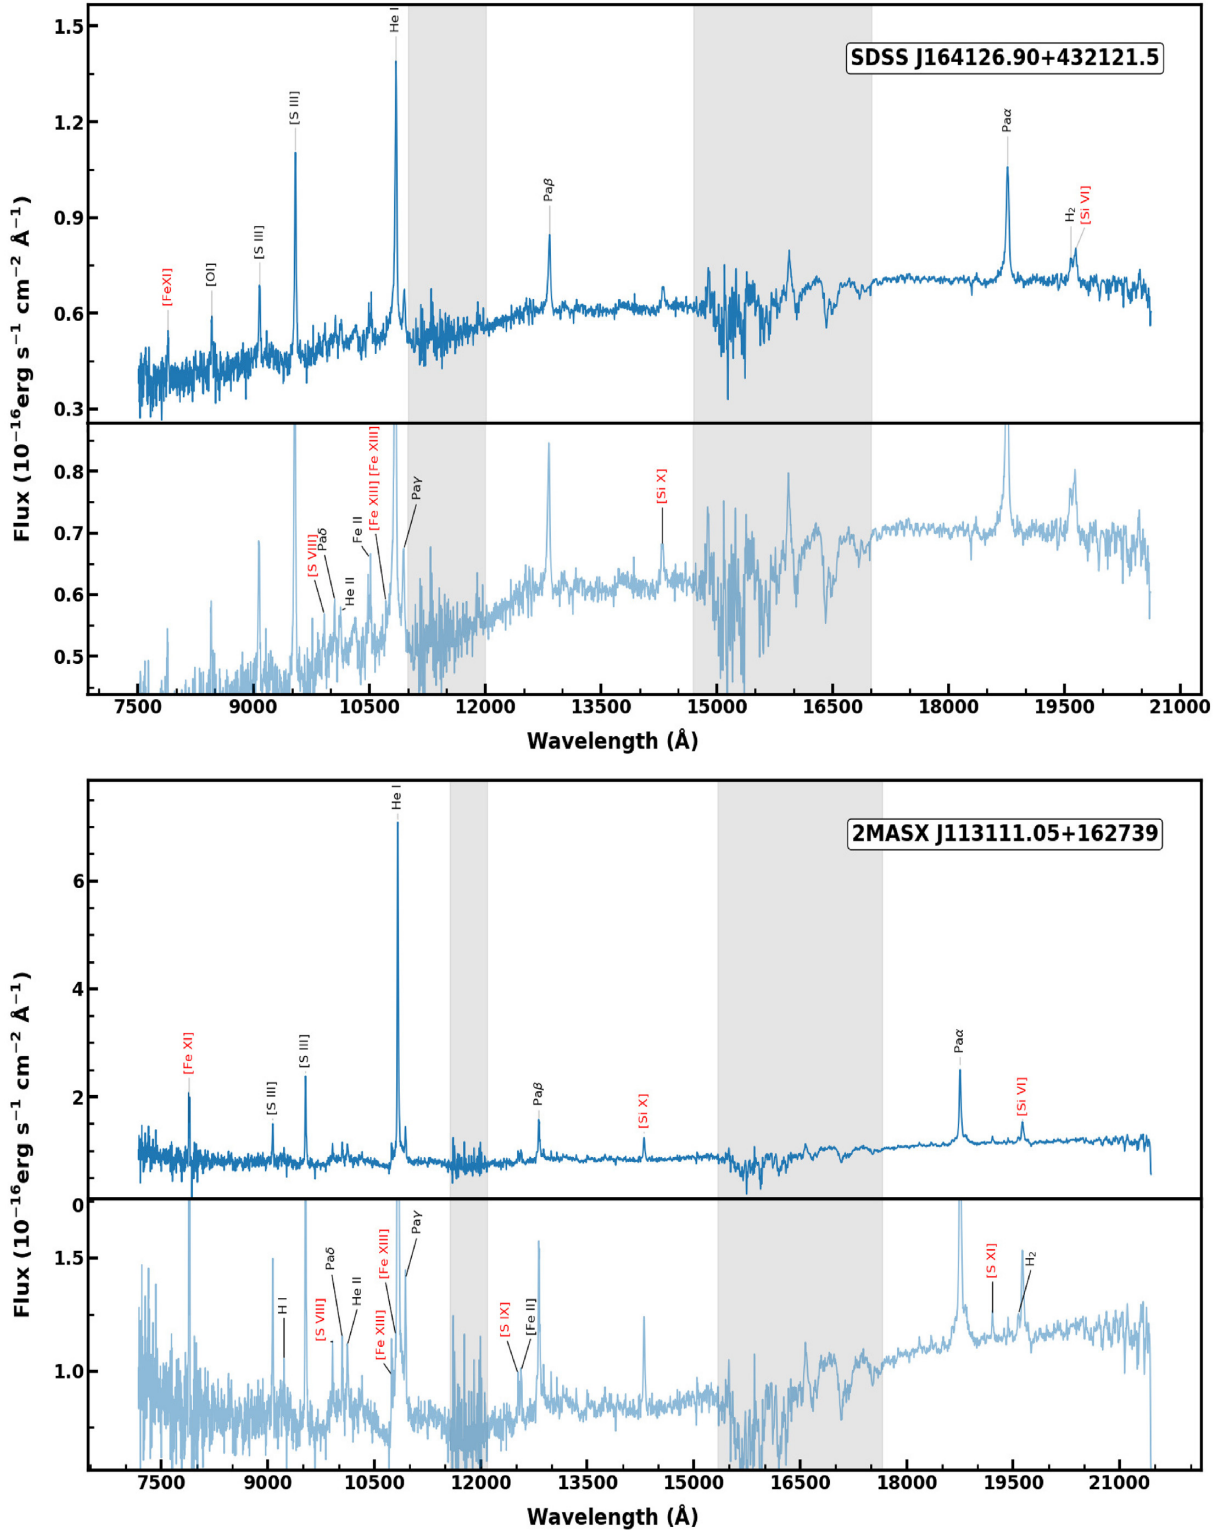 SDSS J164126.90+432121.5
Flux (10⁻¹⁶erg s⁻¹ cm⁻² Å⁻¹)
1.5
1.2
0.9
0.6
0.3
[FeXI]
[OI]
[S III]
[S III]
He I
Paβ
Paα
H₂
[Si VI]
0.8
0.7
0.6
0.5
[S VIII]
Paδ
He II
Fe II
[Fe XIII] [Fe XIII]
Paγ
[Si X]
7500 9000 10500 12000 13500 15000 16500 18000 19500 21000
Wavelength (Å)
2MASX J113111.05+162739
Flux (10⁻¹⁶erg s⁻¹ cm⁻² Å⁻¹)
6
4
2
0
[Fe XI]
[S III]
[S III]
He I
Paβ
[Si X]
Paα
[Si VI]
1.5
1.0
H I
[S VIII]
Paδ
He II
[Fe XIII]
[Fe XIII]
Paγ
[S IX]
[Fe II]
[S XI]
H₂
7500 9000 10500 12000 13500 15000 16500 18000 19500 21000
Wavelength (Å)